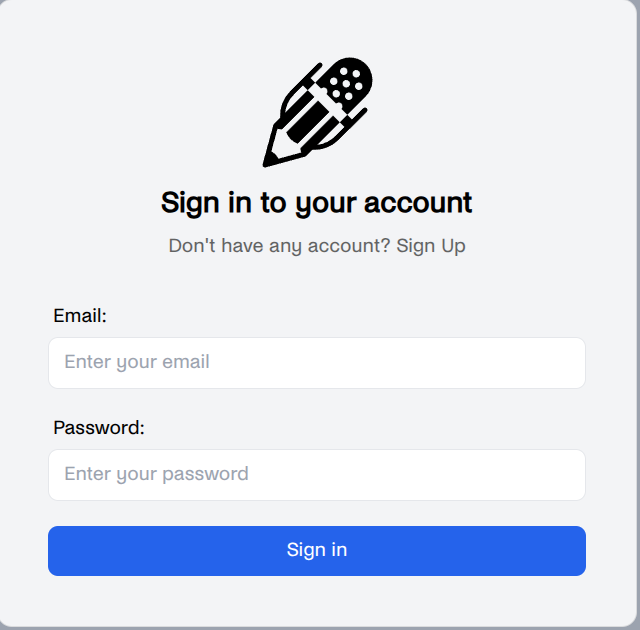 Sign in to your account
Don't have any account? Sign Up
Email:
Enter your email
Password:
Enter your password
Sign in